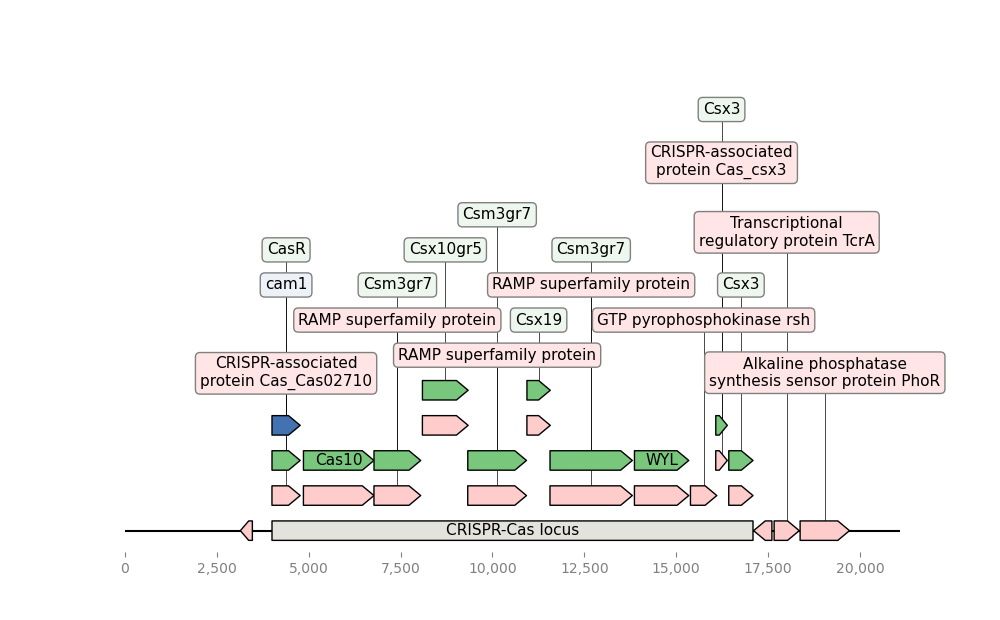 Csx3
CRISPR-associated
protein Cas_csx3
Csm3gr7
Transcriptional
regulatory protein TcrA
CasR
Csx10gr5
Csm3gr7
cam1
Csm3gr7
RAMP superfamily protein
Csx3
RAMP superfamily protein
Csx19
GTP pyrophosphokinase rsh
RAMP superfamily protein
CRISPR-associated
protein Cas_Cas02710
Alkaline phosphatase
synthesis sensor protein PhoR
Cas10
WYL
CRISPR-Cas locus
0
2,500
5,000
7,500
10,000
12,500
15,000
17,500
20,000